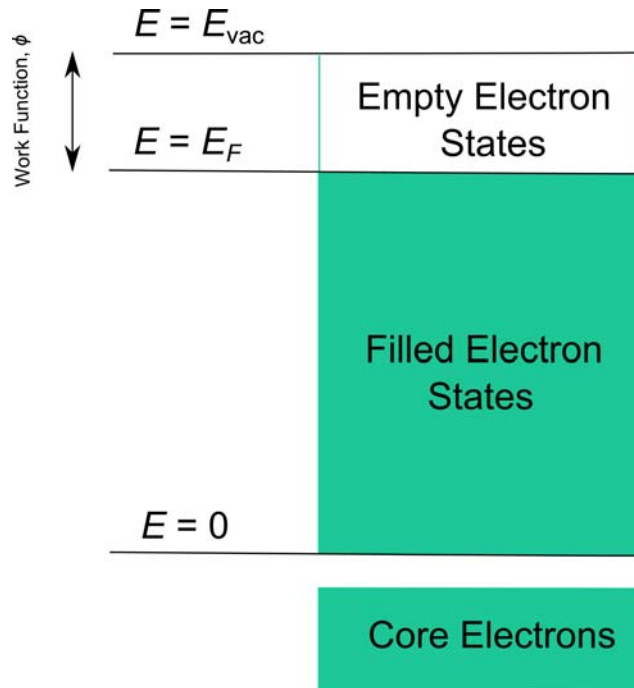 E = E_vac
Work Function, ϕ
Empty Electron
States
E = E_F
Filled Electron
States
E = 0
Core Electrons